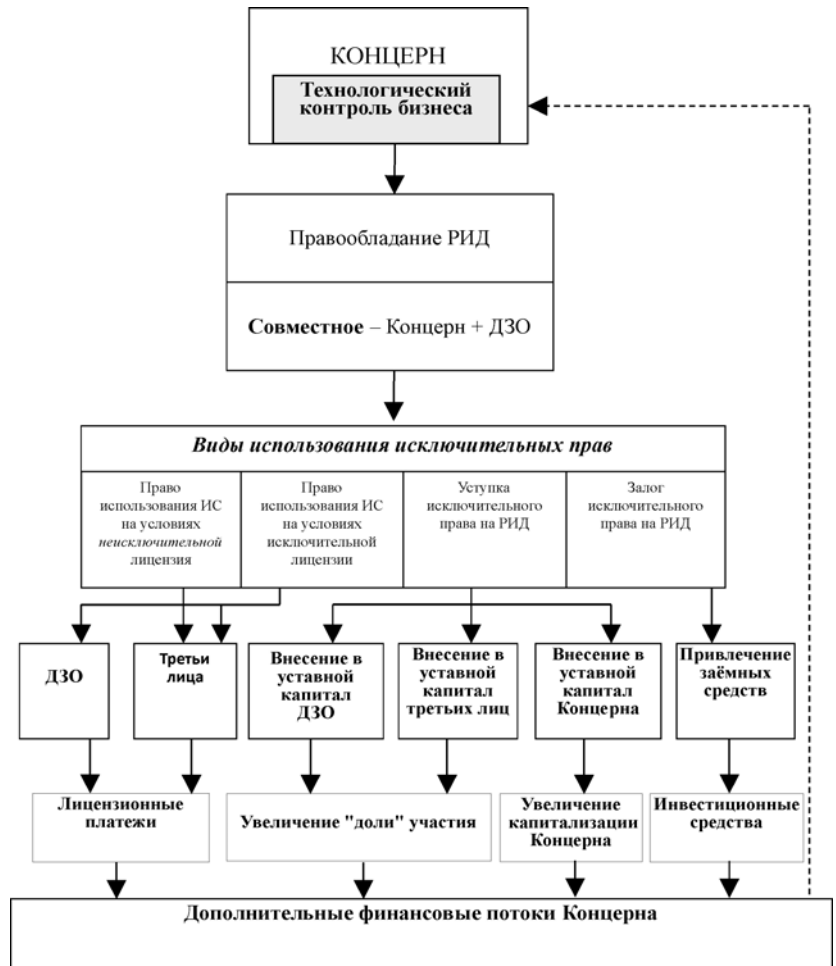 КОНЦЕРН
Технологический
контроль бизнеса
Правообладание РИД
Совместное – Концерн + ДЗО
Виды использования исключительных прав
Право
использования ИС
на условиях
неисключительной
лицензия
Право
использования ИС
на условиях
исключительной
лицензии
Уступка
исключительного
права на РИД
Залог
исключительного
права на РИД
ДЗО
Третьи
лица
Внесение в
уставной
капитал
ДЗО
Внесение в
уставной
капитал
третьих лиц
Внесение в
уставной
капитал
Концерна
Привлечение
заёмных
средств
Лицензионные
платежи
Увеличение "доли" участия
Увеличение
капитализации
Концерна
Инвестиционные
средства
Дополнительные финансовые потоки Концерна